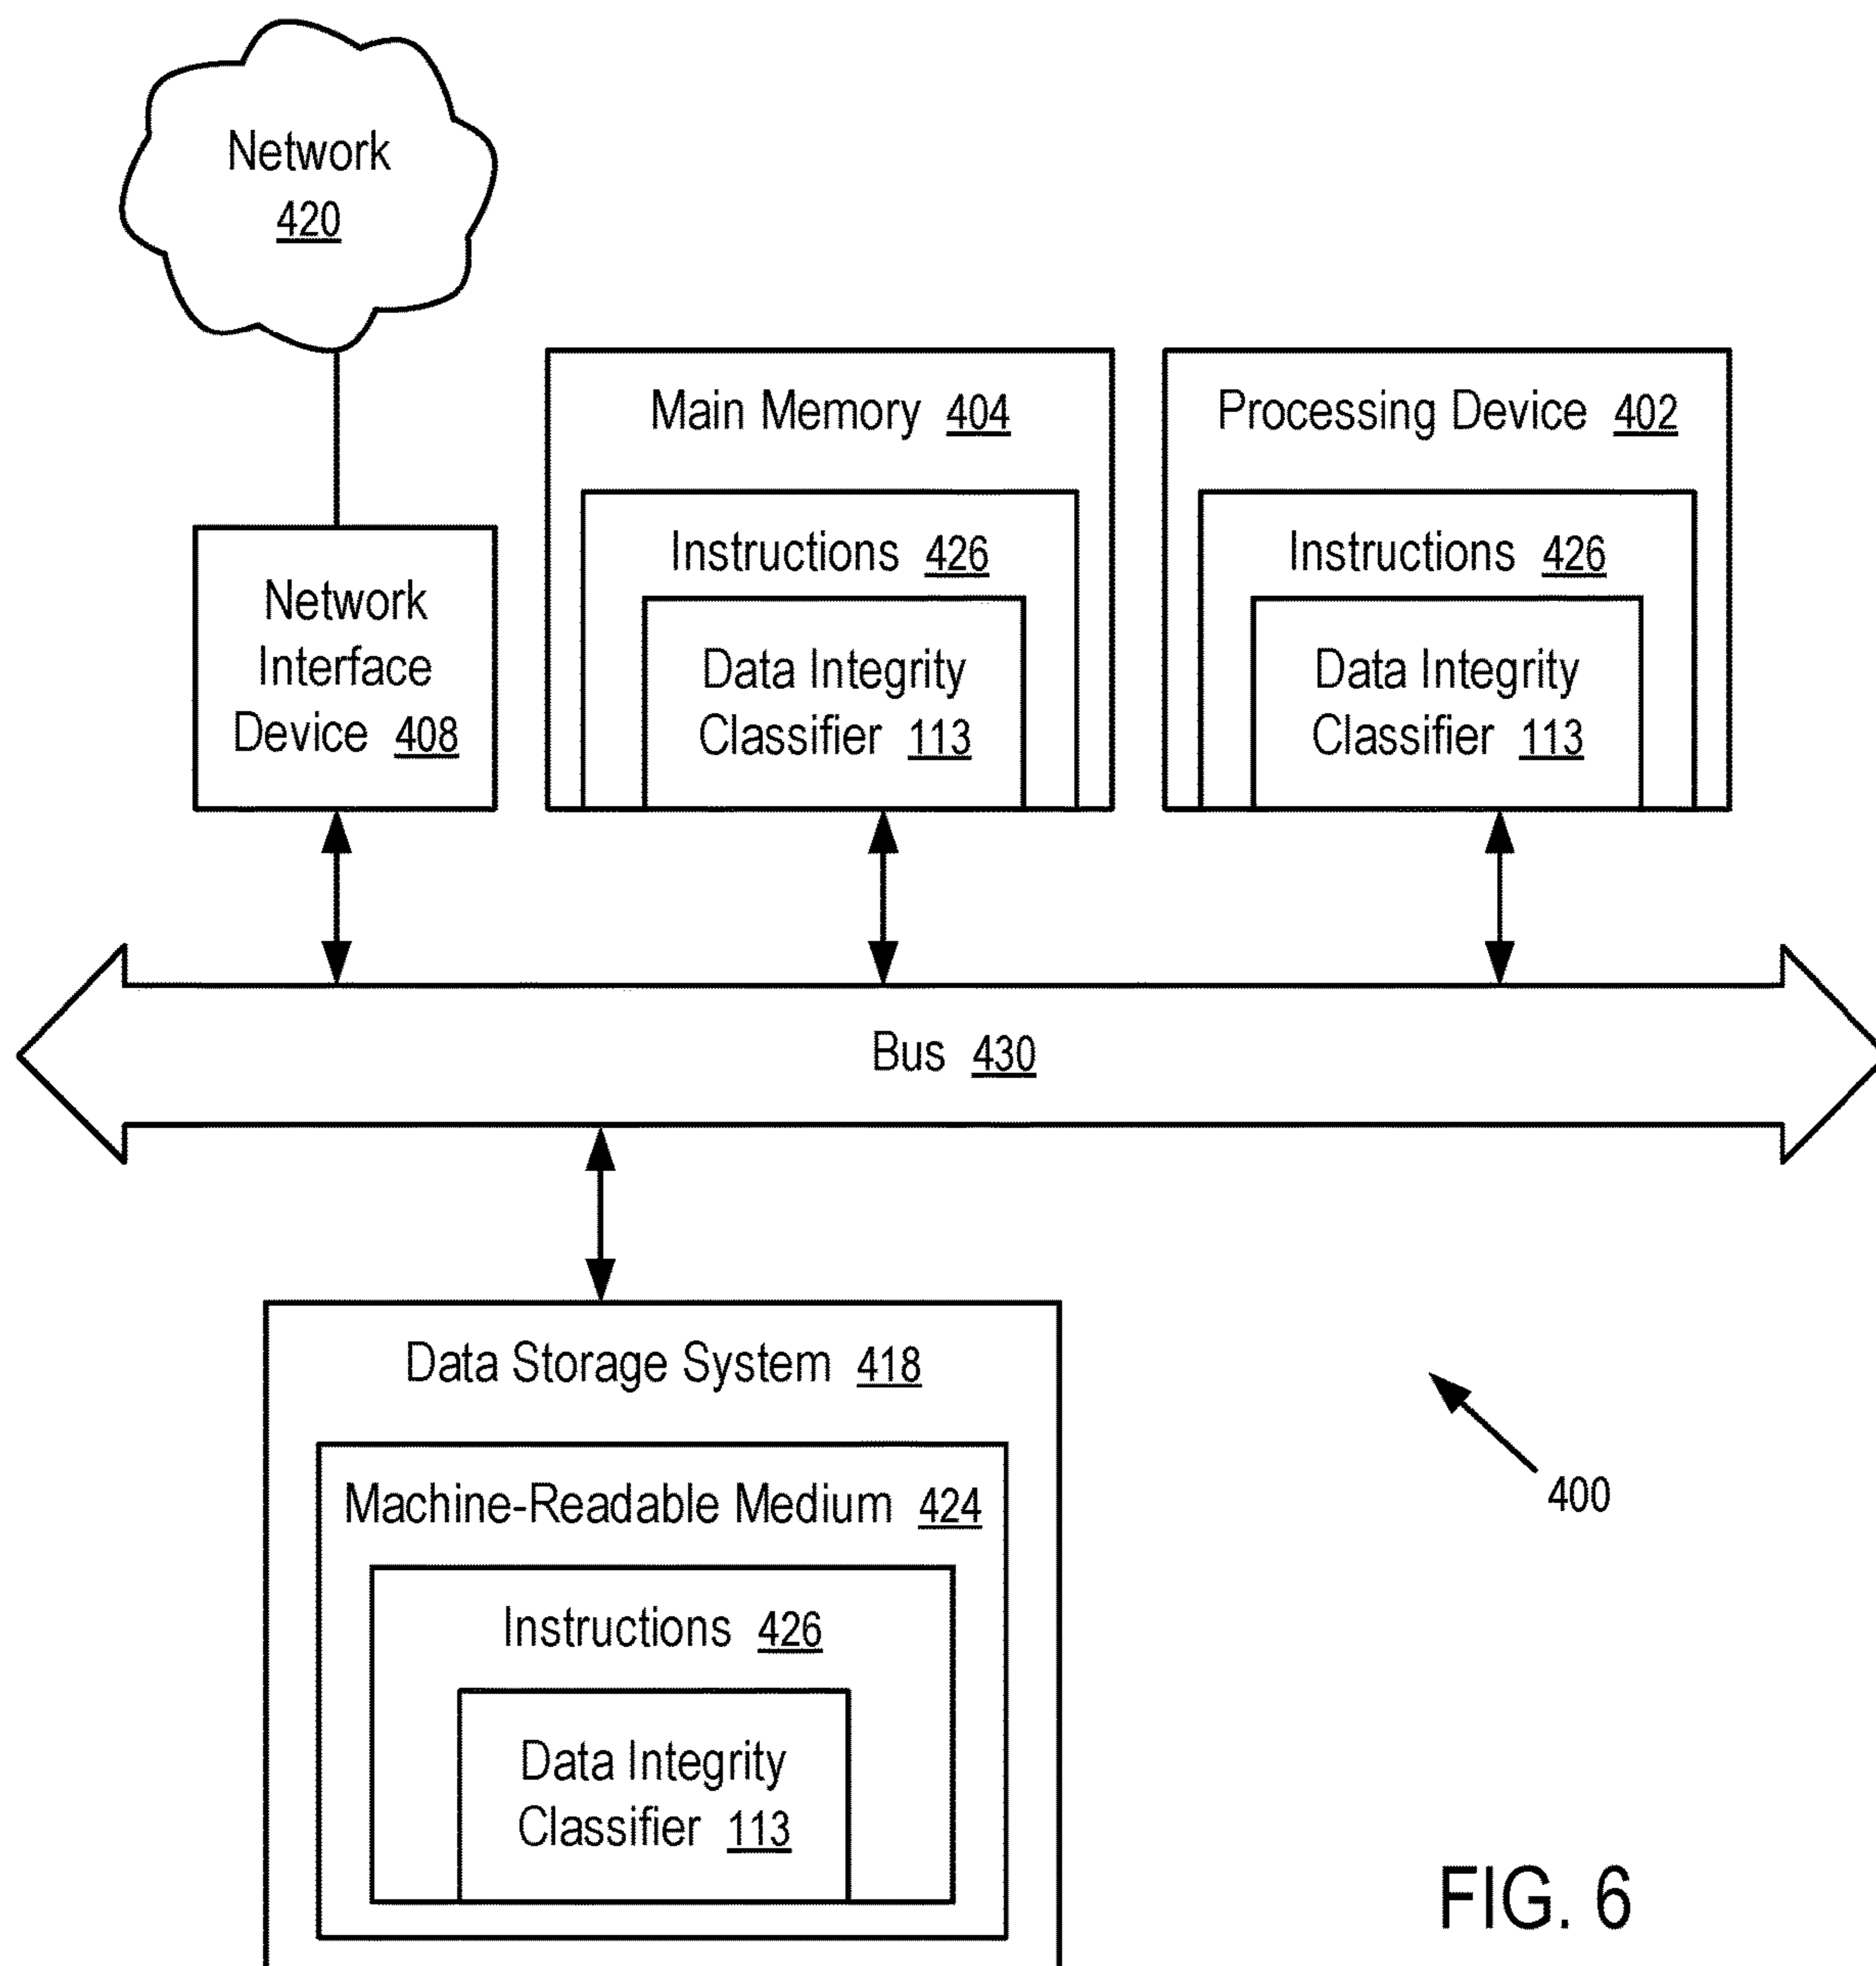 Network
420
Main Memory 404
Processing Device 402
Instructions 426
Instructions 426
Network
Interface
Device 408
Data Integrity
Classifier 113
Data Integrity
Classifier 113
Bus 430
Data Storage System 418
Machine-Readable Medium 424
400
Instructions 426
Data Integrity
Classifier 113
FIG. 6